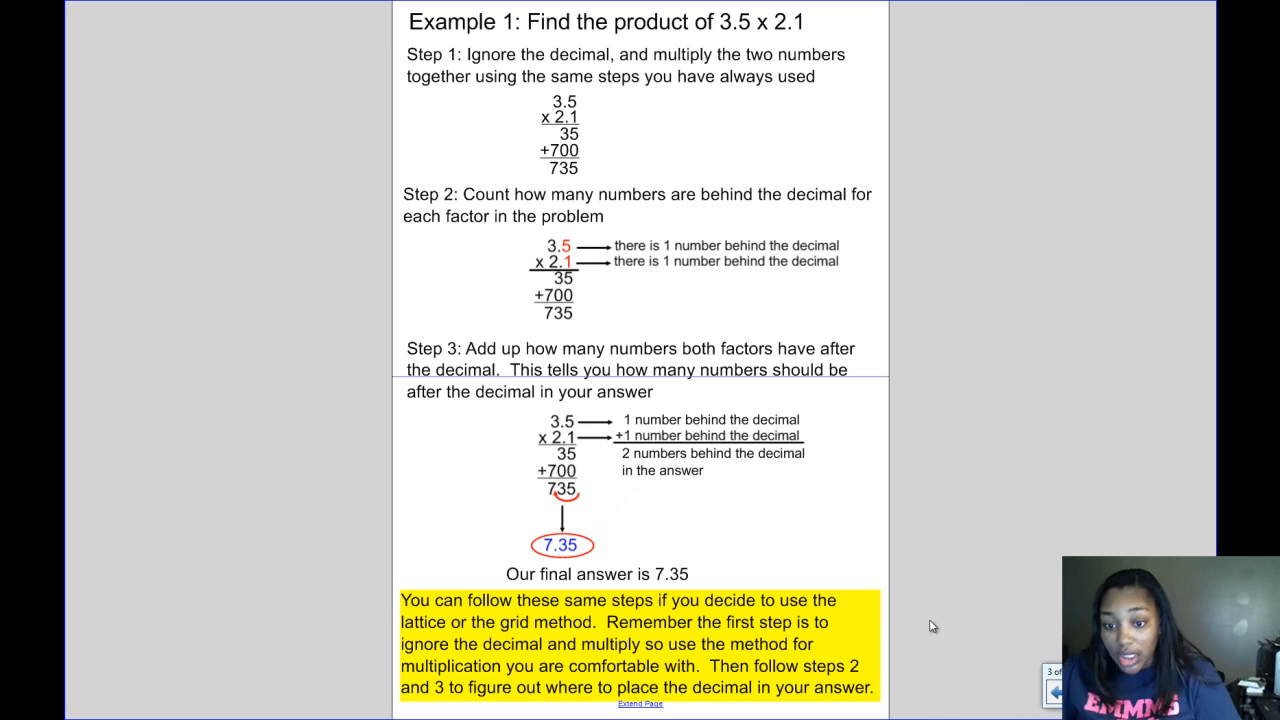 Example 1: Find the product of 3.5 x 2.1
Step 1: Ignore the decimal, and multiply the two numbers
together using the same steps you have always used
3.5
x 2.1
35
+700
735
Step 2: Count how many numbers are behind the decimal for
each factor in the problem
3.5 there is 1 number behind the decimal
x 2.1 there is 1 number behind the decimal
35
+700
735
Step 3: Add up how many numbers both factors have after
the decimal. This tells you how many numbers should be
after the decimal in your answer
3.5 1 number behind the decimal
x 2.1 +1 number behind the decimal
35 2 numbers behind the decimal
+700 in the answer
735
7.35
Our final answer is 7.35
You can follow these same steps if you decide to use the
lattice or the grid method. Remember the first step is to
ignore the decimal and multiply so use the method for
multiplication you are comfortable with. Then follow steps 2
and 3 to figure out where to place the decimal in your answer.
Extend Page
3 of
EMMMS